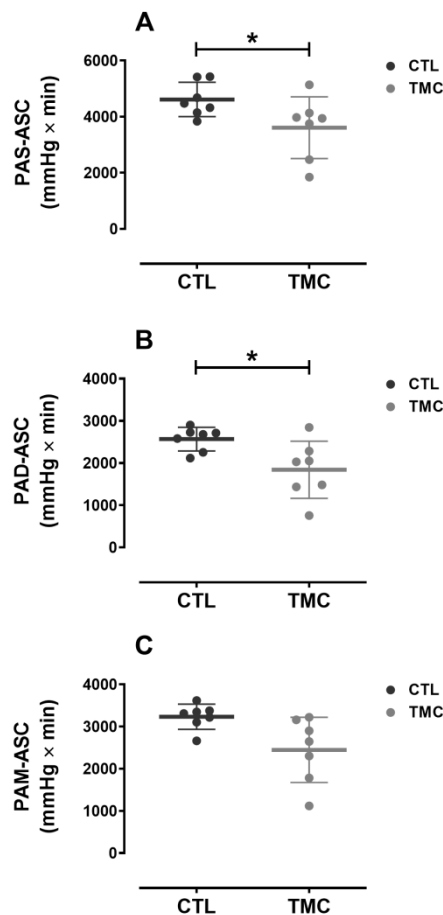 A
*
CTL
TMC
PAS-ASC
(mmHg × min)
6000
4000
2000
0
CTL TMC
B
*
CTL
TMC
PAD-ASC
(mmHg × min)
4000
3000
2000
1000
0
CTL TMC
C
CTL
TMC
PAM-ASC
(mmHg × min)
4000
3000
2000
1000
0
CTL TMC